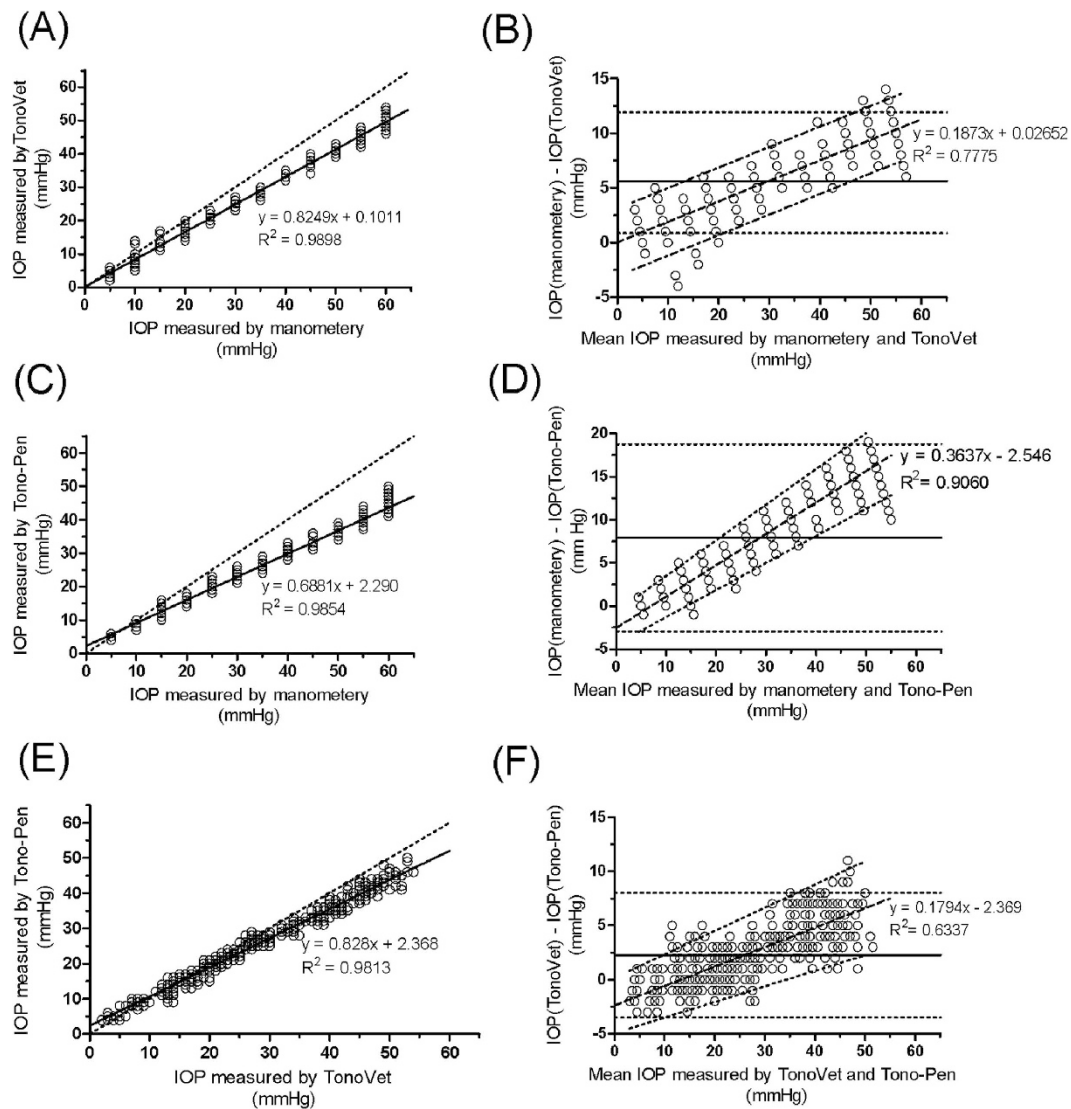 (A)
IOP measured by TonoVet
(mmHg)
60
50
40
30
20
10
0
y = 0.8249x + 0.1011
R² = 0.9898
0 10 20 30 40 50 60
IOP measured by manometery
(mmHg)
(B)
IOP(manometery) - IOP(TonoVet)
(mmHg)
15
10
5
0
-5
y = 0.1873x + 0.02652
R² = 0.7775
0 10 20 30 40 50 60
Mean IOP measured by manometery and TonoVet
(mmHg)
(C)
IOP measured by Tono-Pen
(mmHg)
60
50
40
30
20
10
0
y = 0.6881x + 2.290
R² = 0.9854
0 10 20 30 40 50 60
IOP measured by manometery
(mmHg)
(D)
IOP(manometery) - IOP(Tono-Pen)
(mm Hg)
20
15
10
5
0
-5
y = 0.3637x - 2.546
R² = 0.9060
0 10 20 30 40 50 60
Mean IOP measured by manometery and Tono-Pen
(mmHg)
(E)
IOP measured by Tono-Pen
(mmHg)
60
50
40
30
20
10
0
y = 0.828x + 2.368
R² = 0.9813
0 10 20 30 40 50 60
IOP measured by TonoVet
(mmHg)
(F)
IOP(TonoVet) - IOP(Tono-Pen)
(mmHg)
15
10
5
0
-5
y = 0.1794x - 2.369
R² = 0.6337
0 10 20 30 40 50 60
Mean IOP measured by TonoVet and Tono-Pen
(mmHg)